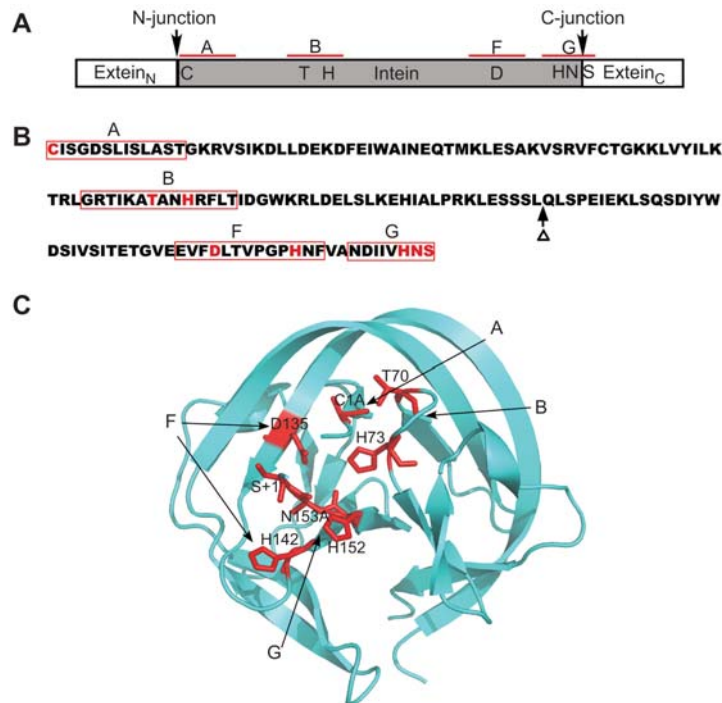 A
N-junction
C-junction
A B F G
Extein_N C T H Intein D HN S Extein_C
B
A
CISGDSLISLASTGKRVSIKDLLDEKDFEIWAINEQTMKLESAKVSRVFCTGKKLVYILK
B
TRLGRTIKATANHRFLTIDGWKRLDELSLKEHIALPRKLESSSLQLSPEIEKLSQSDIYW
Δ
F G
DSIVSITETGVEEVFDLTVPGPHNFVANDIIVHNS
C
A
T70
C1A
B
F
D135
H73
S+1
N153A
H142
H152
G